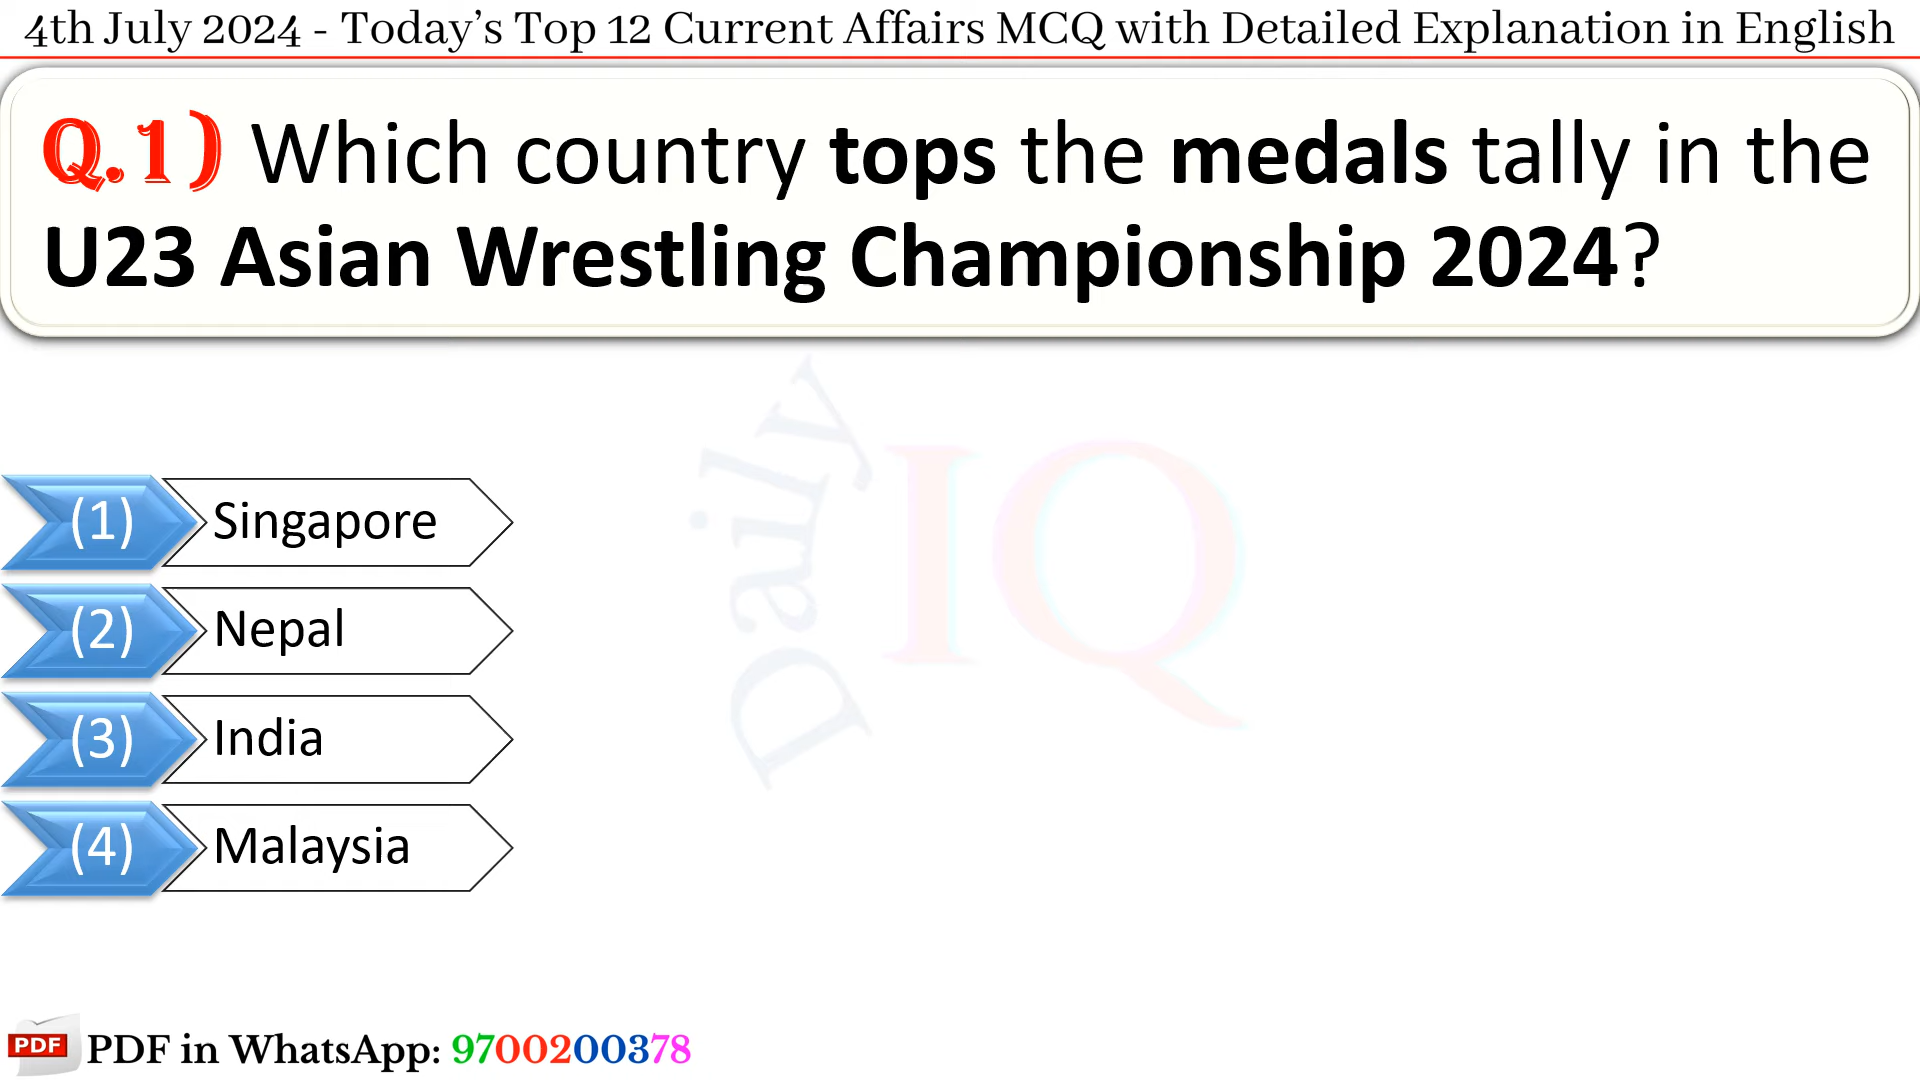 4th July 2024 - Today’s Top 12 Current Affairs MCQ with Detailed Explanation in English
Q.1) Which country tops the medals tally in the
U23 Asian Wrestling Championship 2024?
Daily
IQ
(1) Singapore
(2) Nepal
(3) India
(4) Malaysia
PDF PDF in WhatsApp: 9700200378